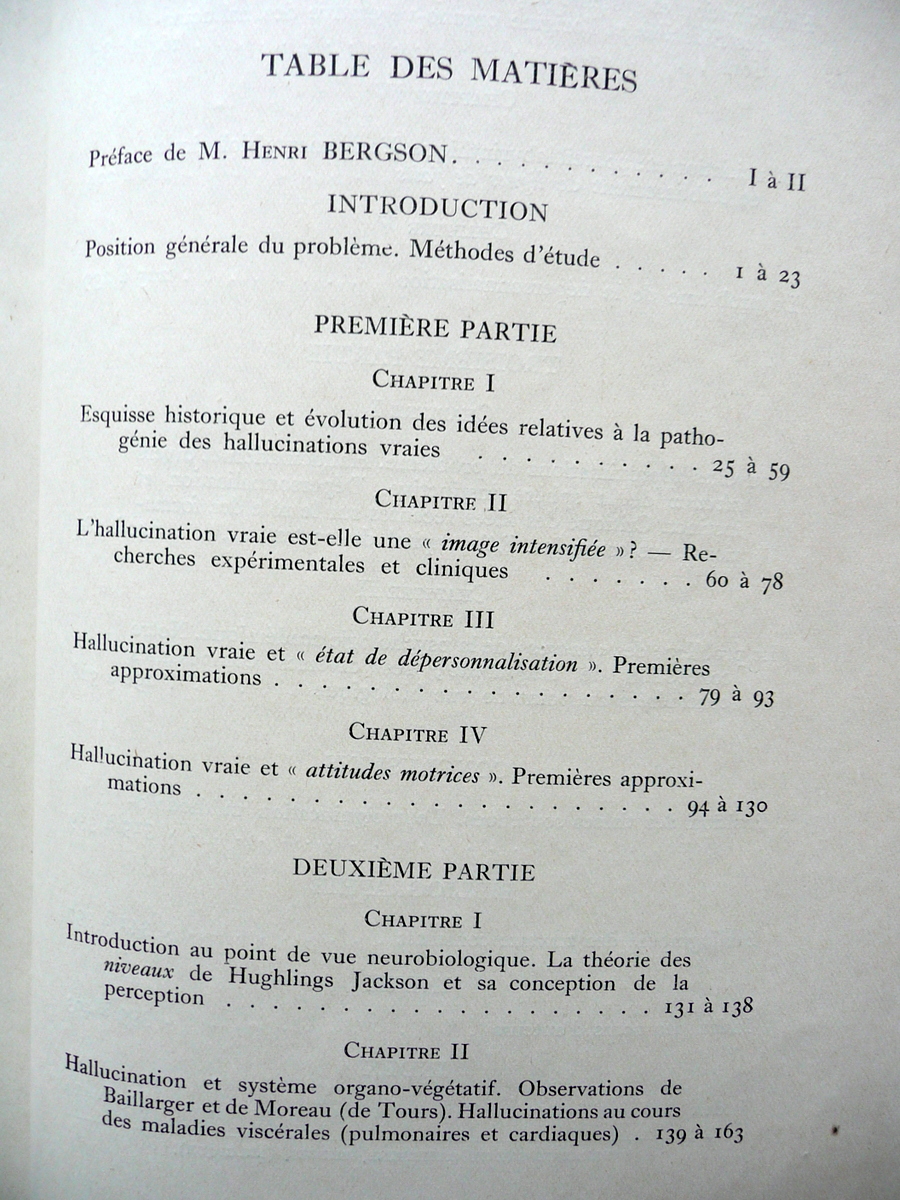 TABLE DES MATIÈRES
Préface de M. Henri BERGSON. . . . . . . . . . . . I à II
INTRODUCTION
Position générale du problème. Méthodes d'étude . . . . . 1 à 23
PREMIÈRE PARTIE
Chapitre I
Esquisse historique et évolution des idées relatives à la patho-
génie des hallucinations vraies . . . . . . . . . . 25 à 59
Chapitre II
L'hallucination vraie est-elle une « image intensifiée » ? — Re-
cherches expérimentales et cliniques . . . . . . . 60 à 78
Chapitre III
Hallucination vraie et « état de dépersonnalisation ». Premières
approximations . . . . . . . . . . . . . . . . . . 79 à 93
Chapitre IV
Hallucination vraie et « attitudes motrices ». Premières approxi-
mations . . . . . . . . . . . . . . . . . . . . . 94 à 130
DEUXIÈME PARTIE
Chapitre I
Introduction au point de vue neurobiologique. La théorie des
niveaux de Hughlings Jackson et sa conception de la
perception . . . . . . . . . . . . . . . . . . . 131 à 138
Chapitre II
Hallucination et système organo-végétatif. Observations de
Baillarger et de Moreau (de Tours). Hallucinations au cours
des maladies viscérales (pulmonaires et cardiaques) . 139 à 163